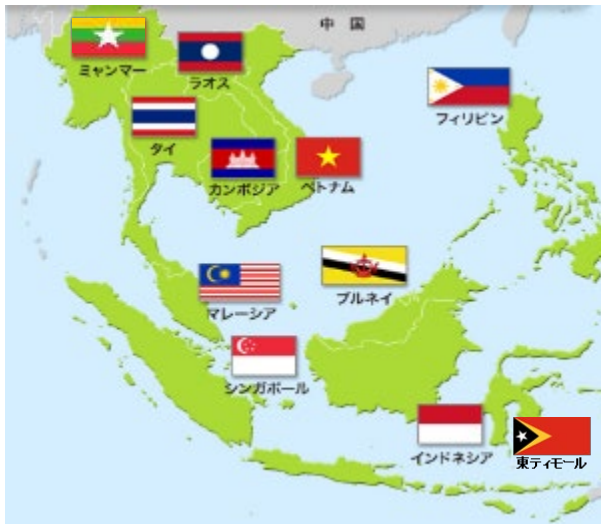 中 国
ミャンマー
ラオス
フィリピン
タイ
カンボジア
ベトナム
ブルネイ
マレーシア
シンガポール
インドネシア
東ティモール